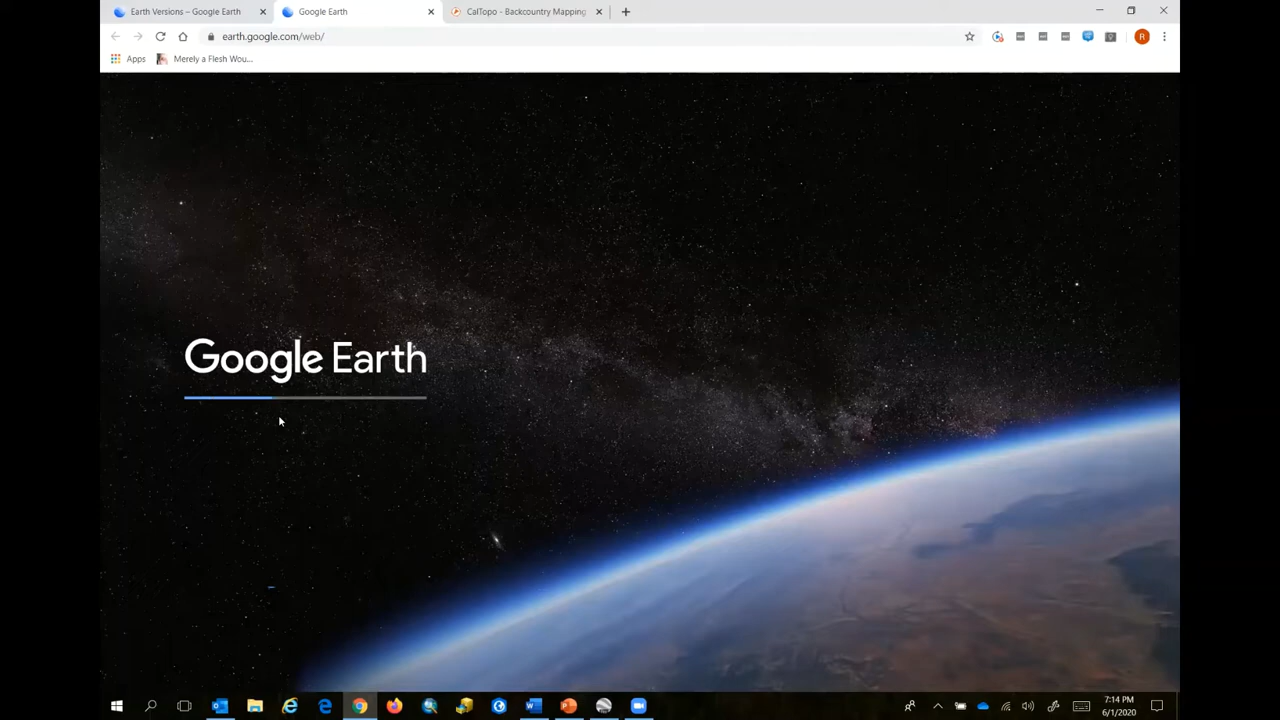 Earth Versions – Google Earth
Google Earth
CalTopo - Backcountry Mapping
earth.google.com/web/
R
Apps
Merely a Flesh Wou...
Google Earth
7:14 PM
6/1/2020